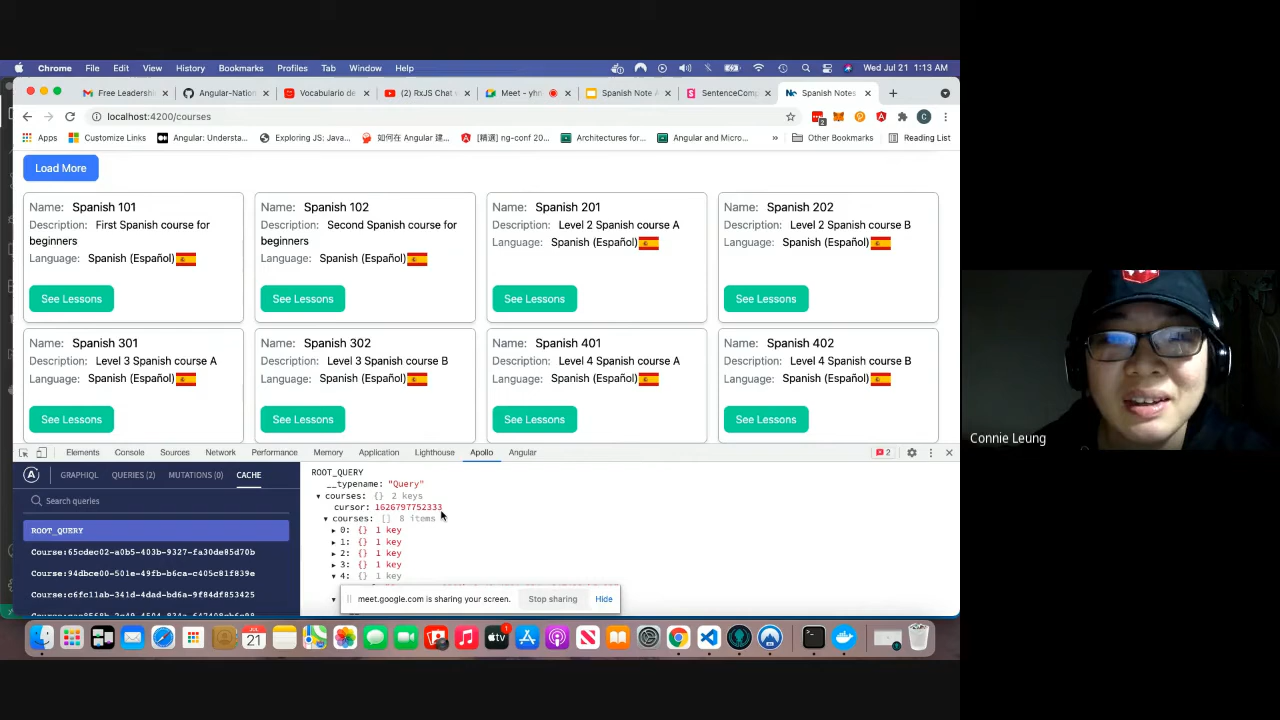 Chrome File Edit View History Bookmarks Profiles Tab Window Help Wed Jul 21 1:13 AM
Free Leadershi Angular-Nation Vocabulario de (2) RxJS Chat Meet - yhn Spanish Note A SentenceComp Spanish Notes
localhost:4200/courses
Apps Customize Links Angular: Understa... Exploring JS: Java... 如何在 Angular 建... [精選] ng-conf 20... Architectures for... Angular and Micro... » Other Bookmarks Reading List
Load More
Name: Spanish 101
Description: First Spanish course for
beginners
Language: Spanish (Español)
See Lessons
Name: Spanish 102
Description: Second Spanish course for
beginners
Language: Spanish (Español)
See Lessons
Name: Spanish 201
Description: Level 2 Spanish course A
Language: Spanish (Español)
See Lessons
Name: Spanish 202
Description: Level 2 Spanish course B
Language: Spanish (Español)
See Lessons
Name: Spanish 301
Description: Level 3 Spanish course A
Language: Spanish (Español)
See Lessons
Name: Spanish 302
Description: Level 3 Spanish course B
Language: Spanish (Español)
See Lessons
Name: Spanish 401
Description: Level 4 Spanish course A
Language: Spanish (Español)
See Lessons
Name: Spanish 402
Description: Level 4 Spanish course B
Language: Spanish (Español)
See Lessons
Elements Console Sources Network Performance Memory Application Lighthouse Apollo Angular 2
GRAPHIQL QUERIES (2) MUTATIONS (0) CACHE
Search queries
ROOT_QUERY
Course:65cdec02-a0b5-403b-9327-fa30de85d70b
Course:94dbce00-501e-49fb-b6ca-c405c81f839e
Course:c6fc11ab-341d-4dad-bd6a-9f84df853425
ROOT_QUERY
__typename: "Query"
courses: {} 2 keys
cursor: 1626797752333
courses: [] 8 items
0: {} 1 key
1: {} 1 key
2: {} 1 key
3: {} 1 key
4: {} 1 key
meet.google.com is sharing your screen. Stop sharing Hide
Connie Leung